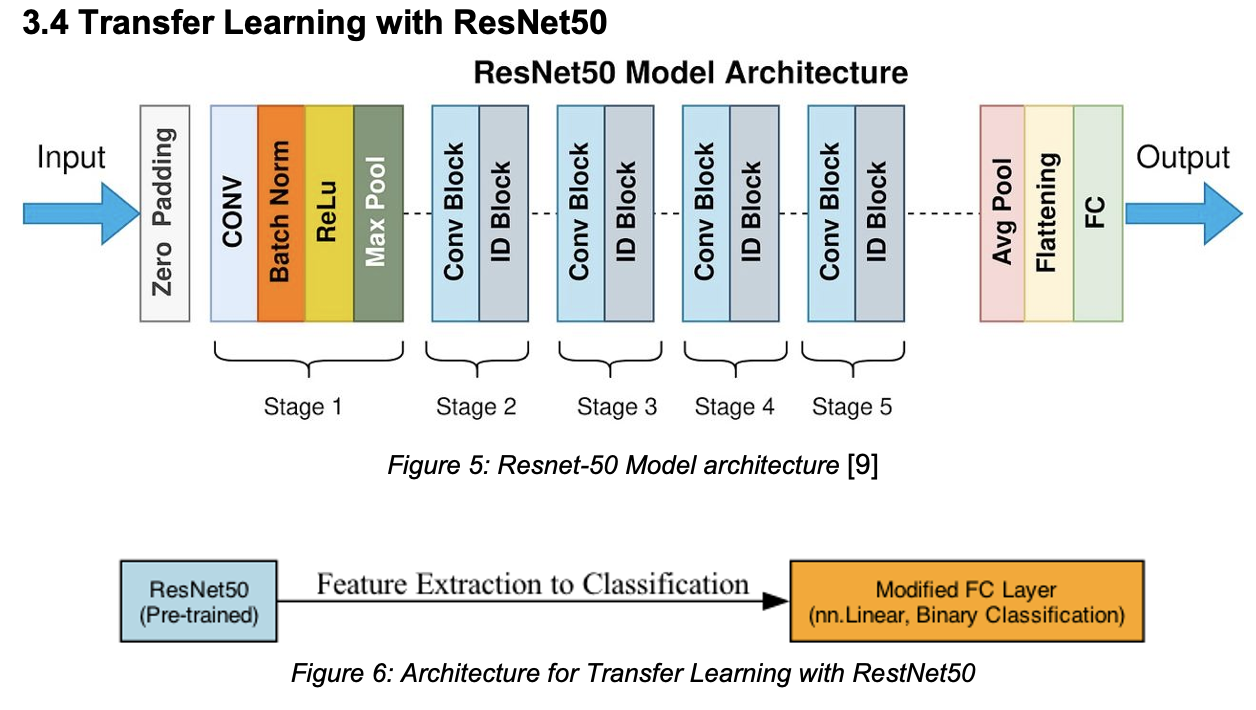 3.4 Transfer Learning with ResNet50
ResNet50 Model Architecture
Input
Zero Padding
CONV
Batch Norm
ReLu
Max Pool
Conv Block
ID Block
Conv Block
ID Block
Conv Block
ID Block
Conv Block
ID Block
Avg Pool
Flattening
FC
Output
Stage 1
Stage 2
Stage 3
Stage 4
Stage 5
Figure 5: Resnet-50 Model architecture [9]
ResNet50
(Pre-trained)
Feature Extraction to Classification
Modified FC Layer
(nn.Linear, Binary Classification)
Figure 6: Architecture for Transfer Learning with RestNet50